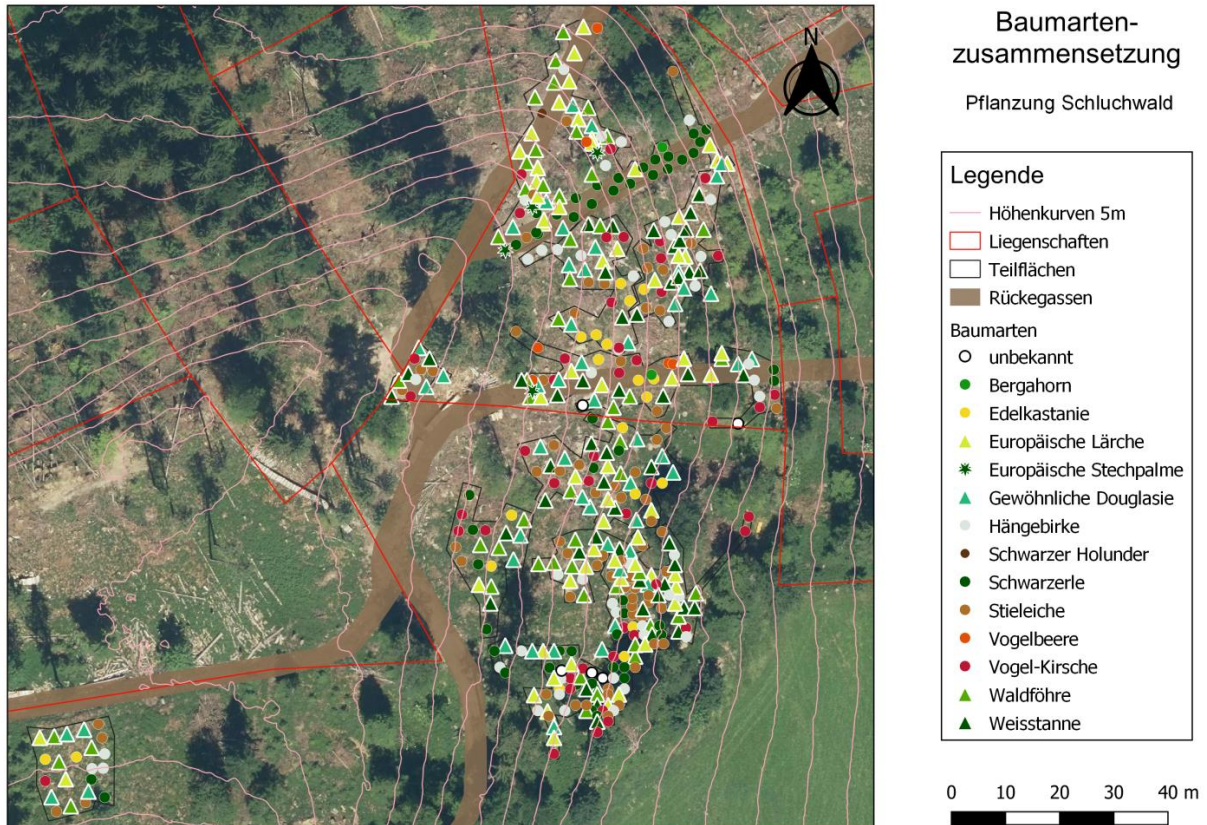 Baumarten-
zusammensetzung
Pflanzung Schluchwald
N
Legende
Höhenkurven 5m
Liegenschaften
Teilflächen
Rückegassen
Baumarten
unbekannt
Bergahorn
Edelkastanie
Europäische Lärche
Europäische Stechpalme
Gewöhnliche Douglasie
Hängebirke
Schwarzer Holunder
Schwarzerle
Stieleiche
Vogelbeere
Vogel-Kirsche
Waldföhre
Weisstanne
0 10 20 30 40 m